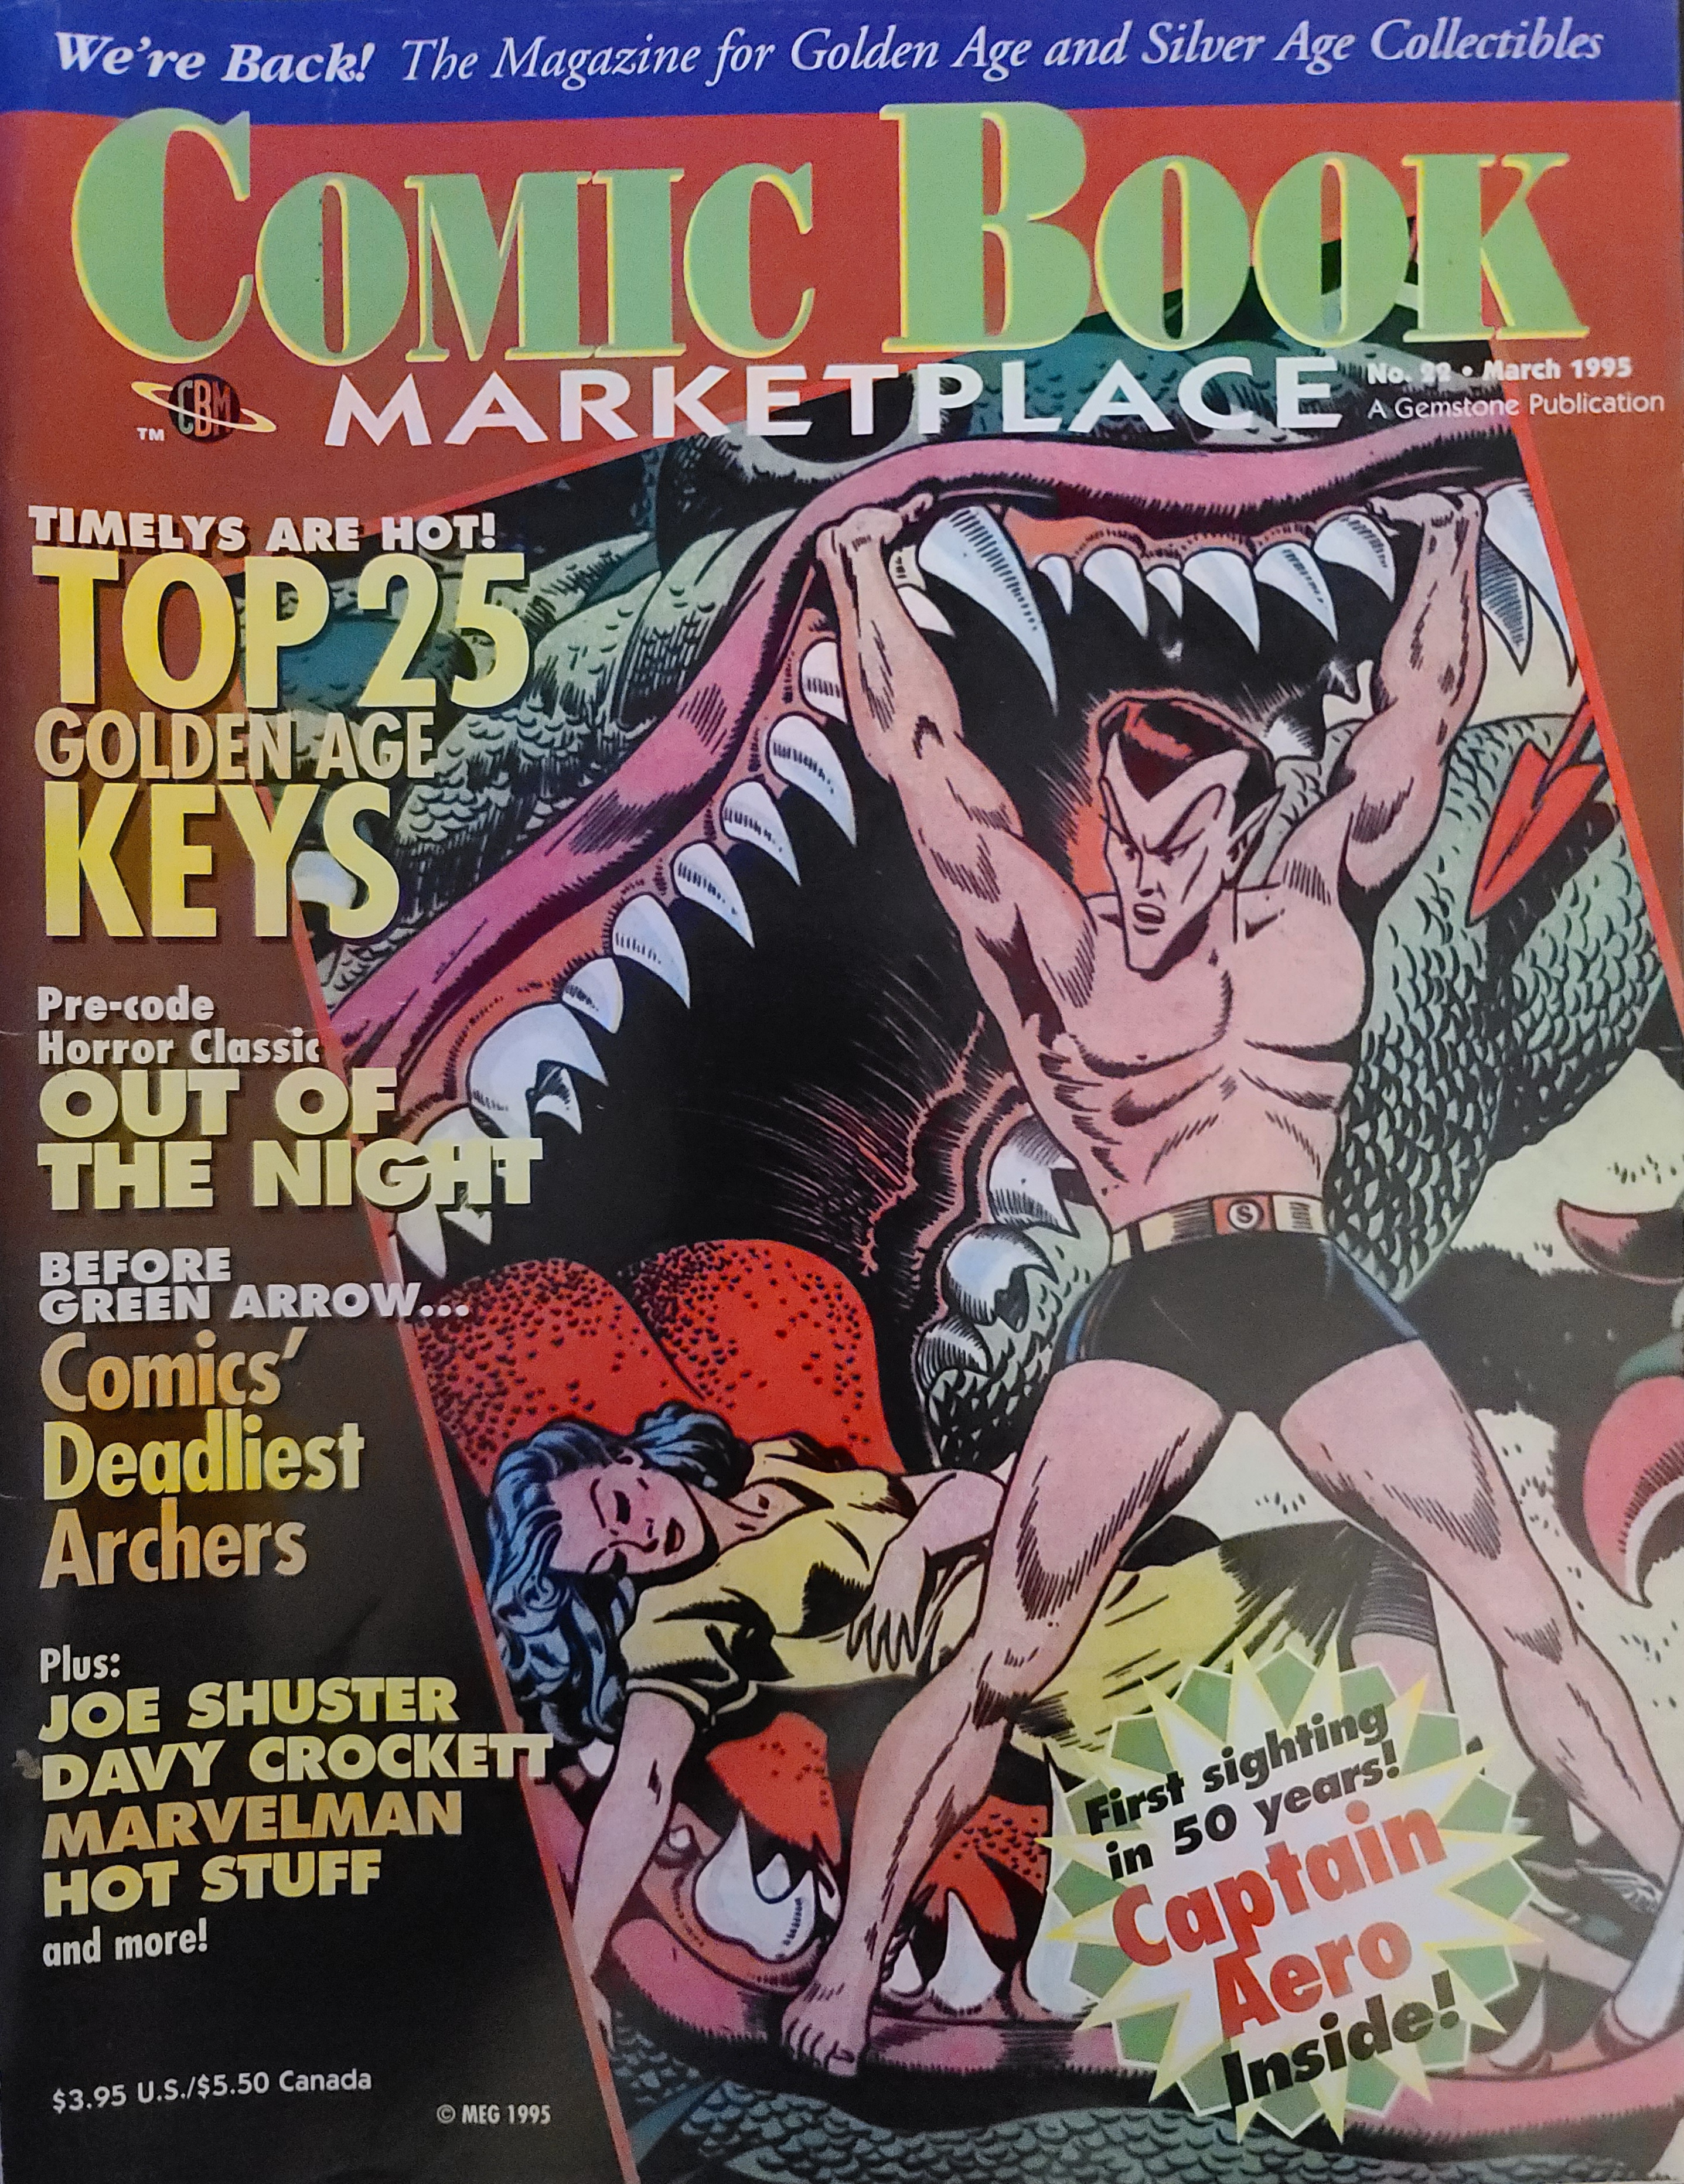 We're Back! The Magazine for Golden Age and Silver Age Collectibles
COMIC BOOK
MARKETPLACE
No. 22 • March 1995
A Gemstone Publication
CBM
TM
TIMELYS ARE HOT!
TOP 25
GOLDEN AGE
KEYS
Pre-code
Horror Classic
OUT OF
THE NIGHT
BEFORE
GREEN ARROW...
Comics'
Deadliest
Archers
Plus:
JOE SHUSTER
DAVY CROCKETT
MARVELMAN
HOT STUFF
and more!
$3.95 U.S./$5.50 Canada
© MEG 1995
S
First sighting
in 50 years!
Captain
Aero
Inside!